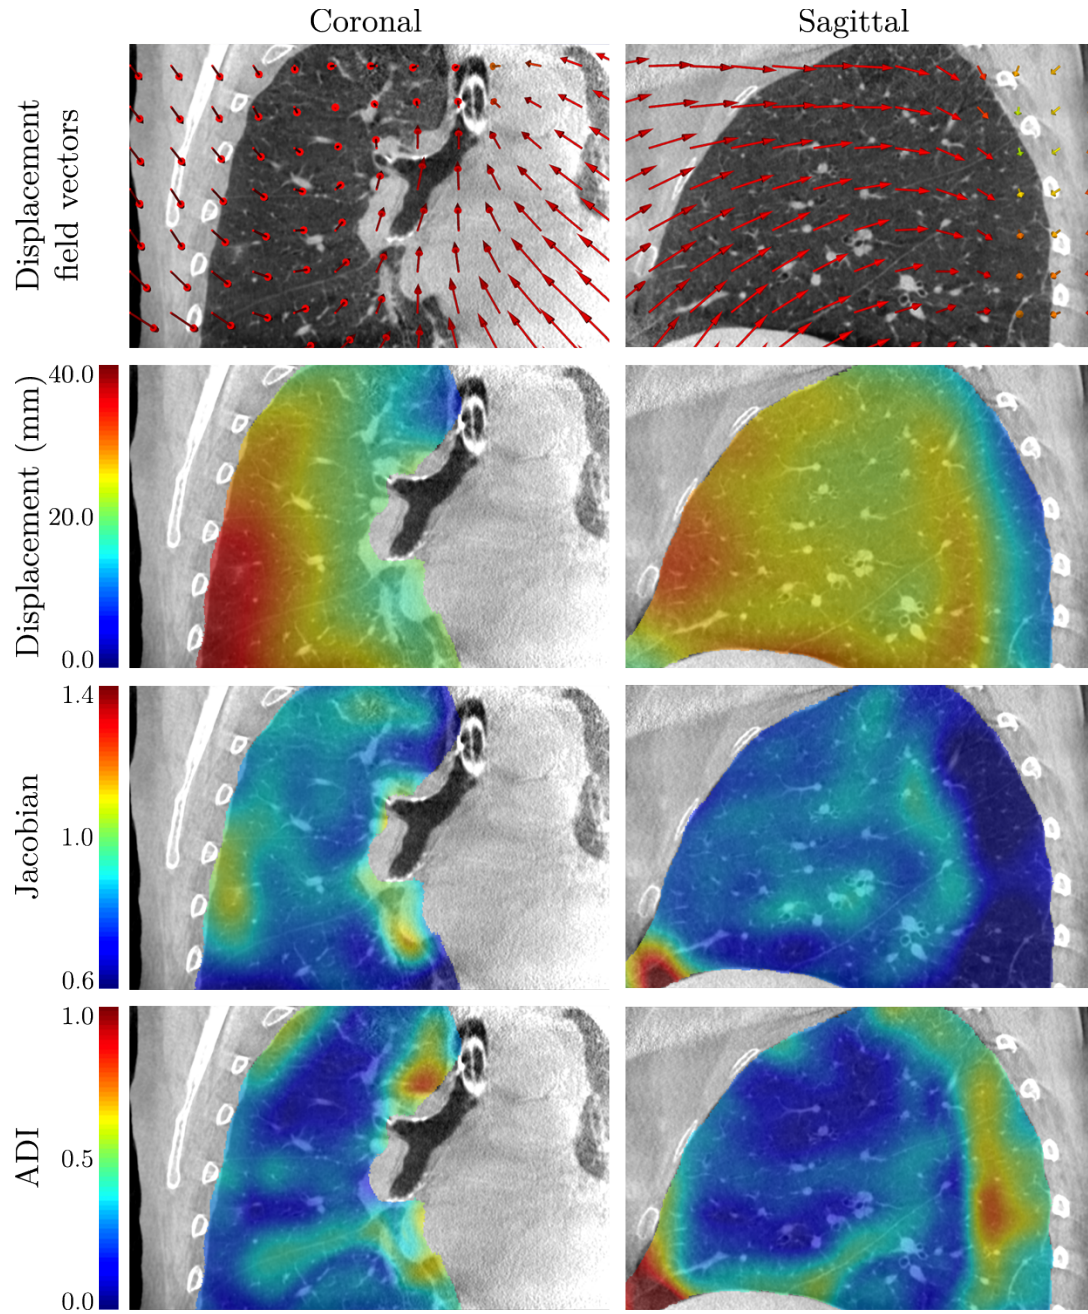 Coronal
Sagittal
Displacement
field vectors
Displacement (mm)
40.0
20.0
0.0
Jacobian
1.4
1.0
0.6
ADI
1.0
0.5
0.0